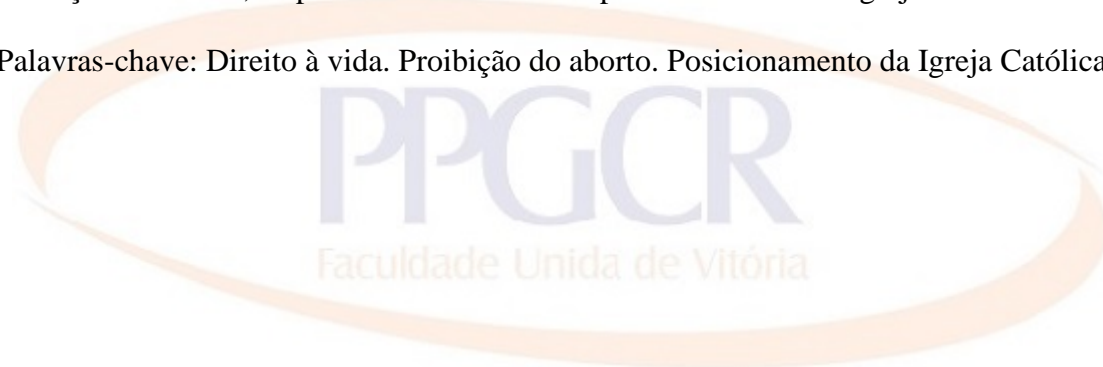 Palavras-chave: Direito à vida. Proibição do aborto. Posicionamento da Igreja Católica
PPGCR
Faculdade Unida de Vitória